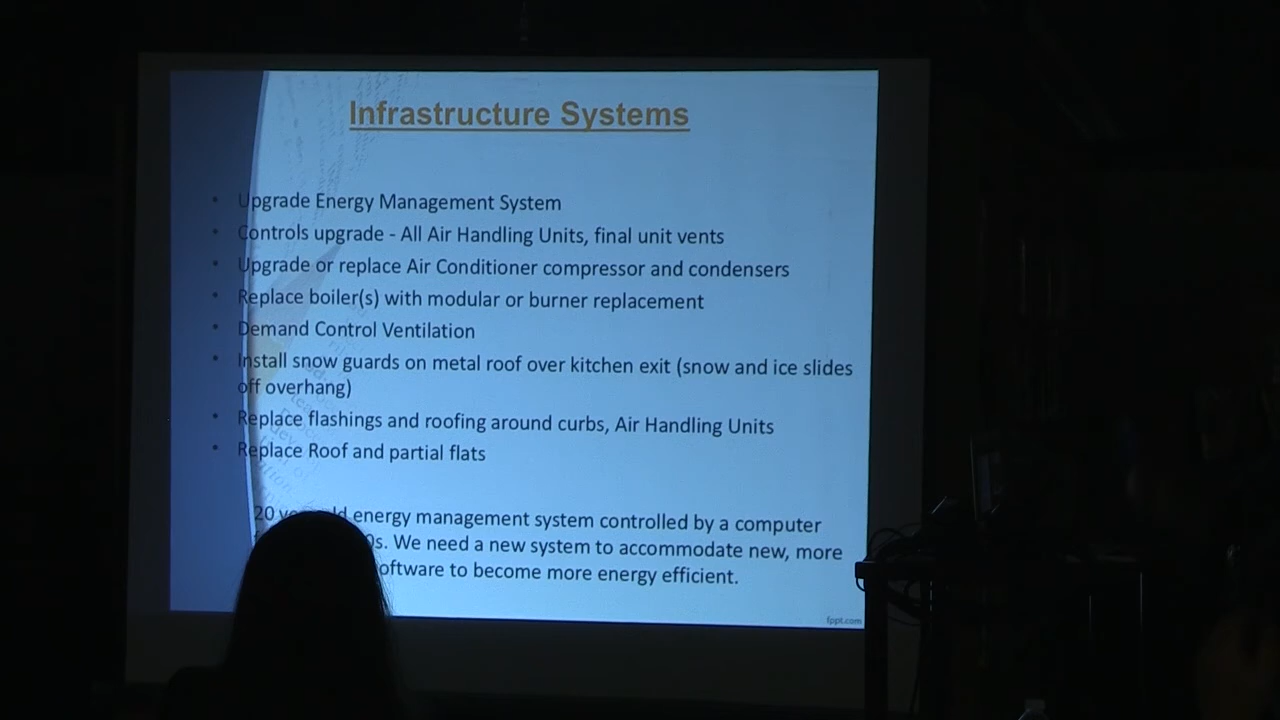 Infrastructure Systems
• Upgrade Energy Management System
• Controls upgrade - All Air Handling Units, final unit vents
• Upgrade or replace Air Conditioner compressor and condensers
• Replace boiler(s) with modular or burner replacement
• Demand Control Ventilation
• Install snow guards on metal roof over kitchen exit (snow and ice slides
off overhang)
• Replace flashings and roofing around curbs, Air Handling Units
• Replace Roof and partial flats
20 energy management system controlled by a computer
We need a new system to accommodate new, more
to become more energy efficient.
fppt.com